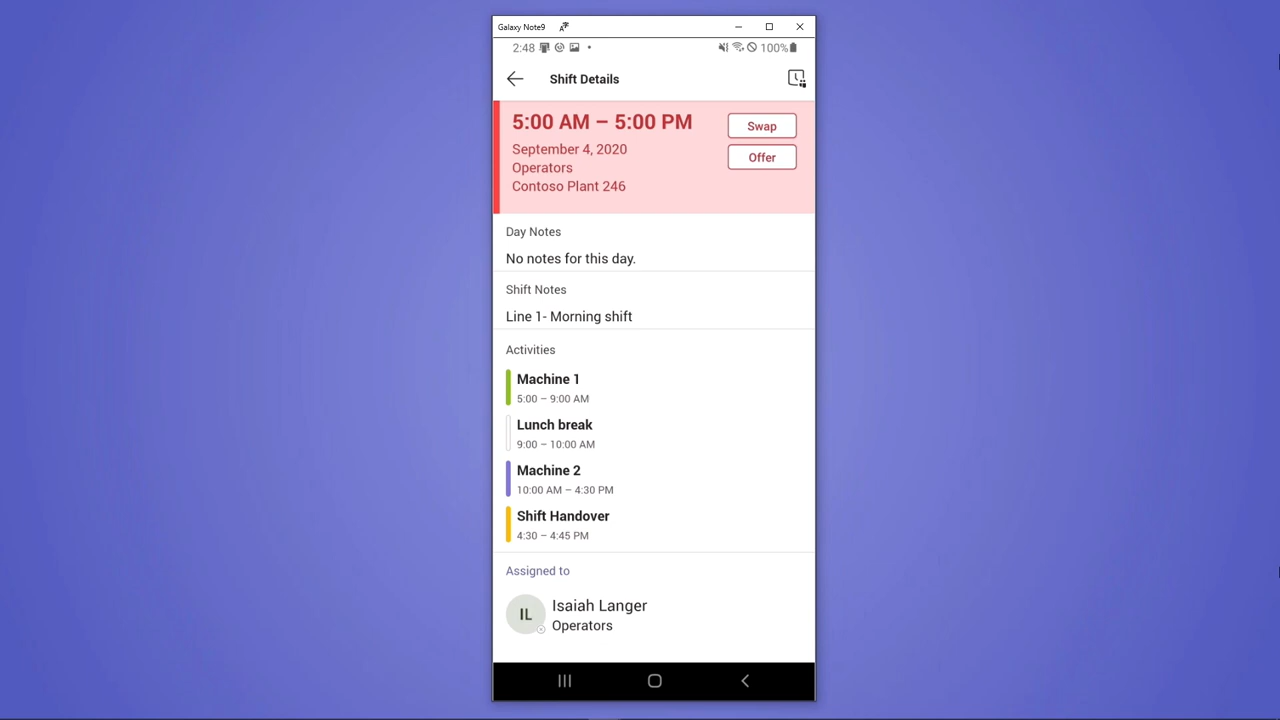 Galaxy Note9
2:48
100%
Shift Details
5:00 AM – 5:00 PM
Swap
September 4, 2020
Offer
Operators
Contoso Plant 246
Day Notes
No notes for this day.
Shift Notes
Line 1- Morning shift
Activities
Machine 1
5:00 – 9:00 AM
Lunch break
9:00 – 10:00 AM
Machine 2
10:00 AM – 4:30 PM
Shift Handover
4:30 – 4:45 PM
Assigned to
IL
Isaiah Langer
Operators